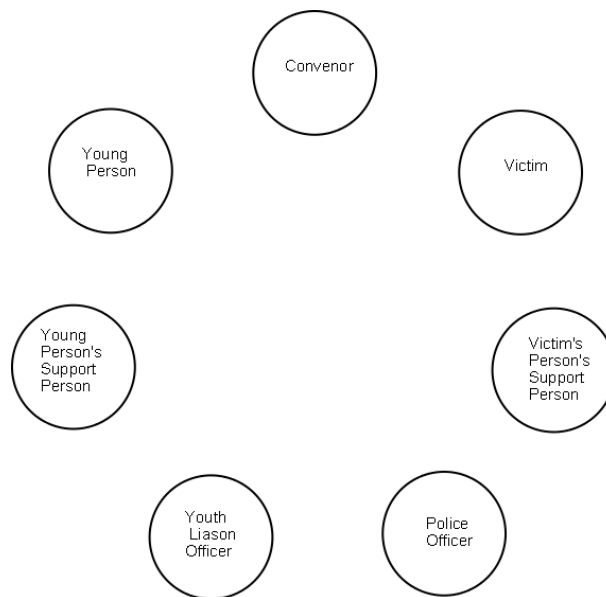 Convenor
Young
Person
Victim
Young
Person's
Support
Person
Victim's
Person's
Support
Person
Youth
Liason
Officer
Police
Officer